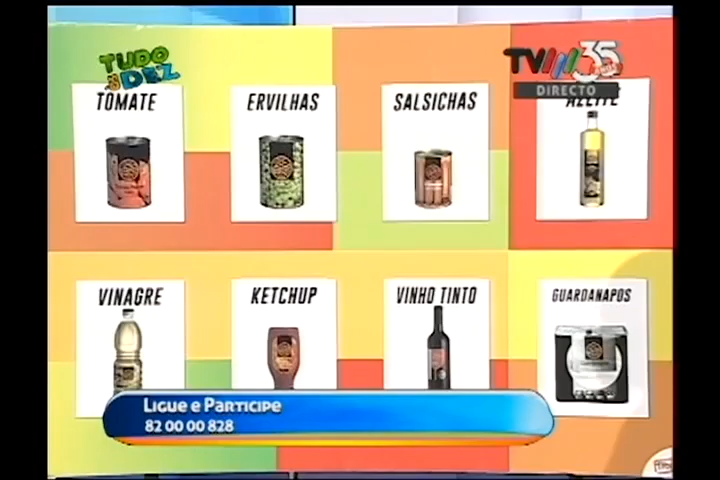 TUDO
DEZ
TVM 35
DIRECTO
TOMATE
ERVILHAS
SALSICHAS
AZEITE
VINAGRE
KETCHUP
VINHO TINTO
GUARDANAPOS
Ligue e Participe
82 00 00 828